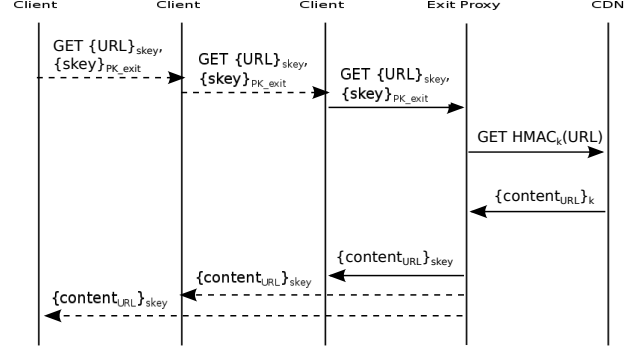 Client Client Client Exit Proxy CDN
GET {URL}skey,
{skey}PK_exit
GET {URL}skey,
{skey}PK_exit
GET {URL}skey,
{skey}PK_exit
GET HMACk(URL)
{contentURL}k
{contentURL}skey
{contentURL}skey
{contentURL}skey